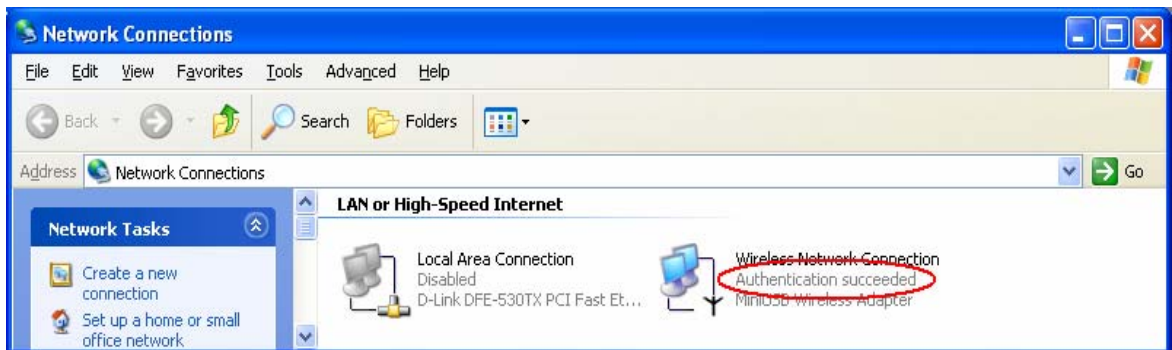 Network Connections
File Edit View Favorites Tools Advanced Help
Back Search Folders
Address Network Connections Go
Network Tasks
Create a new
connection
Set up a home or small
office network
LAN or High-Speed Internet
Local Area Connection
Disabled
D-Link DFE-530TX PCI Fast Et...
Wireless Network Connection
Authentication succeeded
MiniUSB Wireless Adapter